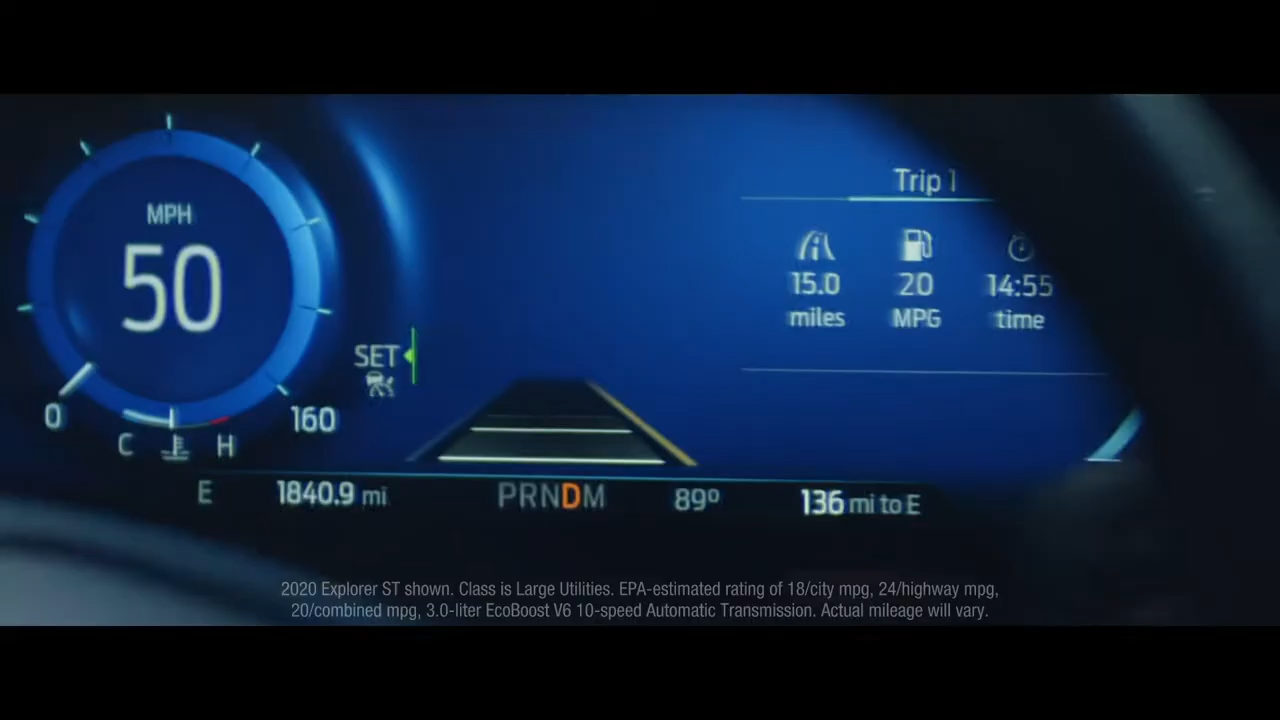 Trip 1
MPH
50
15.0 20 14:55
miles MPG time
SET
0 160
C H
E 1840.9 mi PRNDM 89º 136 mi to E
2020 Explorer ST shown. Class is Large Utilities. EPA-estimated rating of 18/city mpg, 24/highway mpg,
20/combined mpg, 3.0-liter EcoBoost V6 10-speed Automatic Transmission. Actual mileage will vary.